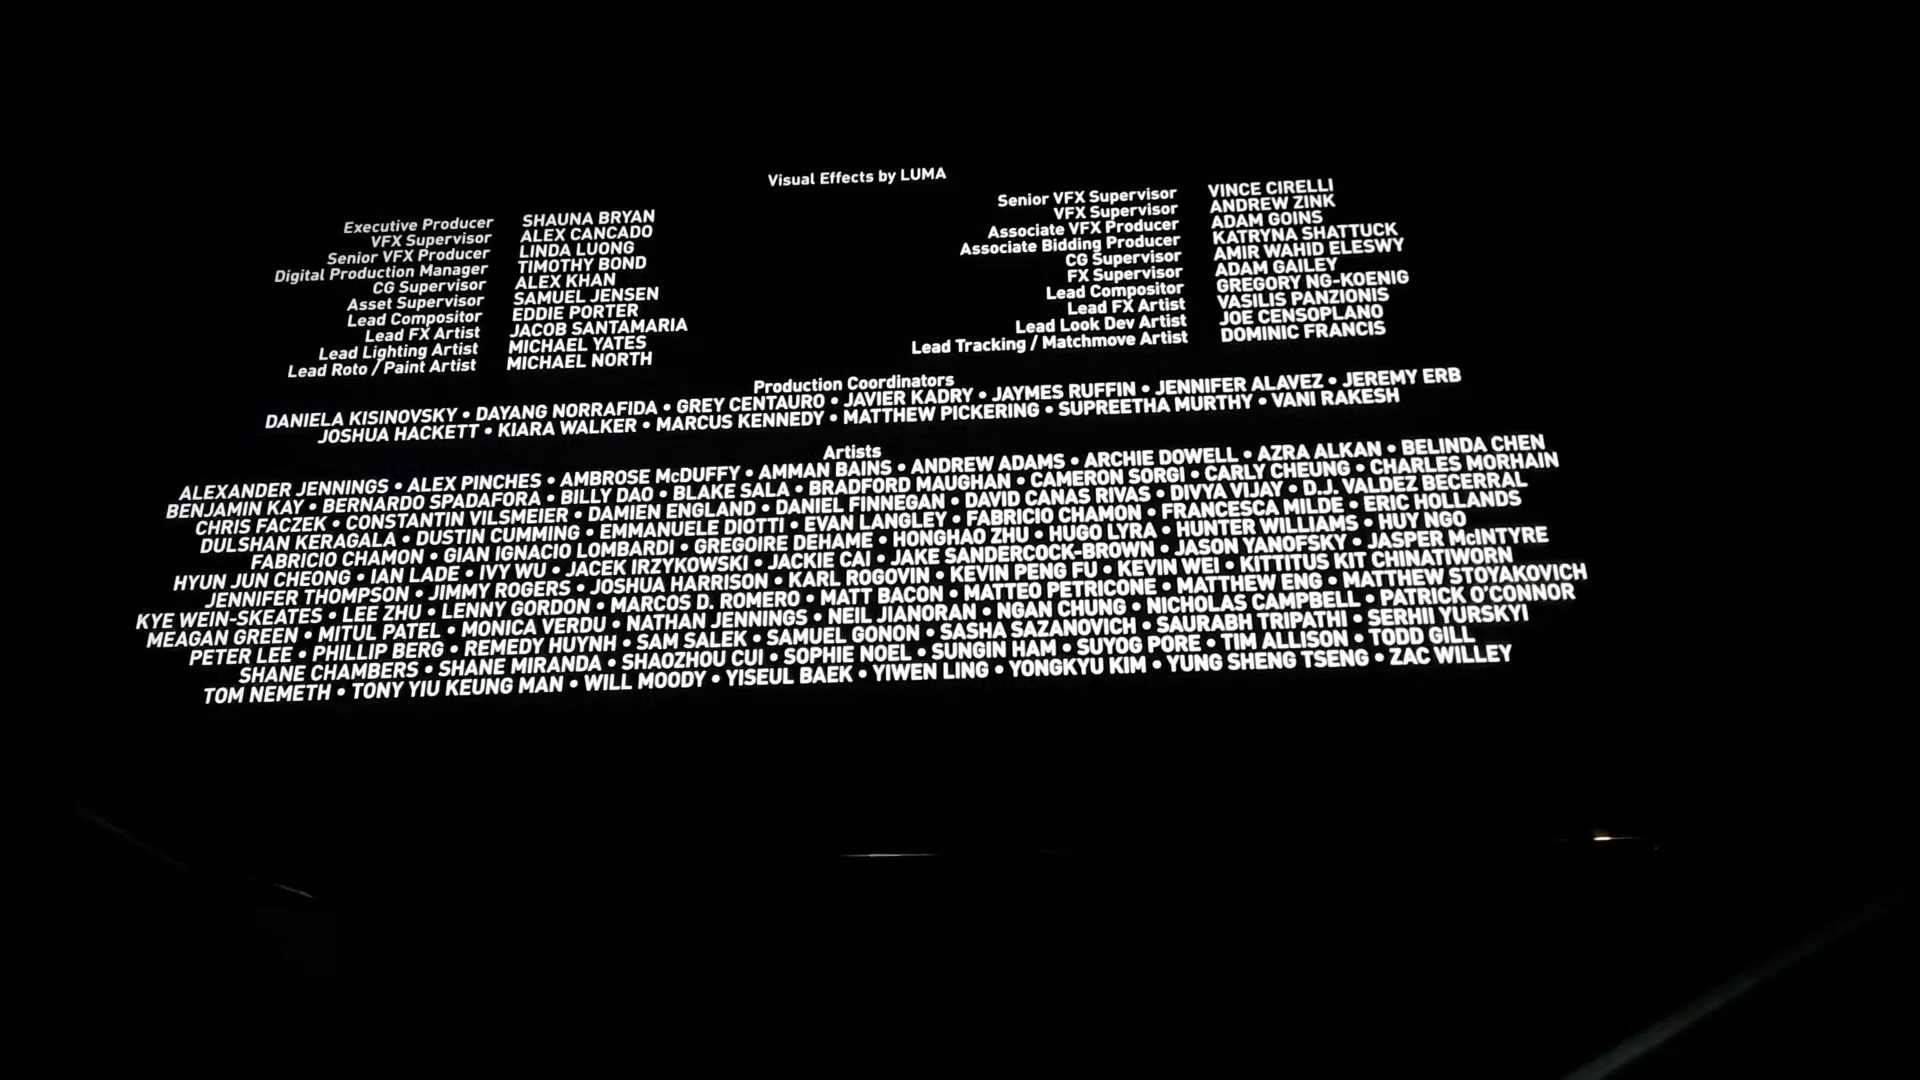 Visual Effects by LUMA
Executive Producer SHAUNA BRYAN
VFX Supervisor ALEX CANCADO
Senior VFX Producer LINDA LUONG
Digital Production Manager TIMOTHY BOND
CG Supervisor ALEX KHAN
Asset Supervisor SAMUEL JENSEN
Lead Compositor EDDIE PORTER
Lead FX Artist JACOB SANTAMARIA
Lead Lighting Artist MICHAEL YATES
Lead Roto / Paint Artist MICHAEL NORTH
Senior VFX Supervisor VINCE CIRELLI
VFX Supervisor ANDREW ZINK
Associate VFX Producer ADAM GOINS
Associate Bidding Producer KATRYNA SHATTUCK
CG Supervisor AMIR WAHID ELESWY
FX Supervisor ADAM GAILEY
Lead Compositor GREGORY NG-KOENIG
Lead FX Artist VASILIS PANZIONIS
Lead Look Dev Artist JOE CENSOPLANO
Lead Tracking / Matchmove Artist DOMINIC FRANCIS
Production Coordinators
DANIELA KISINOVSKY • DAYANG NORRAFIDA • GREY CENTAURO • JAVIER KADRY • JAYMES RUFFIN • JENNIFER ALAVEZ • JEREMY ERB
JOSHUA HACKETT • KIARA WALKER • MARCUS KENNEDY • MATTHEW PICKERING • SUPREETHA MURTHY • VANI RAKESH
Artists
ALEXANDER JENNINGS • ALEX PINCHES • AMBROSE McDUFFY • AMMAN BAINS • ANDREW ADAMS • ARCHIE DOWELL • AZRA ALKAN • BELINDA CHEN
BENJAMIN KAY • BERNARDO SPADAFORA • BILLY DAO • BLAKE SALA • BRADFORD MAUGHAN • CAMERON SORGI • CARLY CHEUNG • CHARLES MORHAIN
CHRIS FACZEK • CONSTANTIN VILSMEIER • DAMIEN ENGLAND • DANIEL FINNEGAN • DAVID CANAS RIVAS • DIVYA VIJAY • D.J. VALDEZ BECERRAL
DULSHAN KERAGALA • DUSTIN CUMMING • EMMANUELE DIOTTI • EVAN LANGLEY • FABRICIO CHAMON • FRANCESCA MILDE • ERIC HOLLANDS
FABRICIO CHAMON • GIAN IGNACIO LOMBARDI • GREGOIRE DEHAME • HONGHAO ZHU • HUGO LYRA • HUNTER WILLIAMS • HUY NGO
HYUN JUN CHEONG • IAN LADE • IVY WU • JACEK IRZYKOWSKI • JACKIE CAI • JAKE SANDERCOCK-BROWN • JASON YANOFSKY • JASPER McINTYRE
JENNIFER THOMPSON • JIMMY ROGERS • JOSHUA HARRISON • KARL ROGOVIN • KEVIN PENG FU • KEVIN WEI • KITTITUS KIT CHINATIWORN
KYE WEIN-SKEATES • LEE ZHU • LENNY GORDON • MARCOS D. ROMERO • MATT BACON • MATTEO PETRICONE • MATTHEW ENG • MATTHEW STOYAKOVICH
MEAGAN GREEN • MITUL PATEL • MONICA VERDU • NATHAN JENNINGS • NEIL JIANORAN • NGAN CHUNG • NICHOLAS CAMPBELL • PATRICK O'CONNOR
PETER LEE • PHILLIP BERG • REMEDY HUYNH • SAM SALEK • SAMUEL GONON • SASHA SAZANOVICH • SAURABH TRIPATHI • SERHII YURSKYI
SHANE CHAMBERS • SHANE MIRANDA • SHAOZHOU CUI • SOPHIE NOEL • SUNGIN HAM • SUYOG PORE • TIM ALLISON • TODD GILL
TOM NEMETH • TONY YIU KEUNG MAN • WILL MOODY • YISEUL BAEK • YIWEN LING • YONGKYU KIM • YUNG SHENG TSENG • ZAC WILLEY